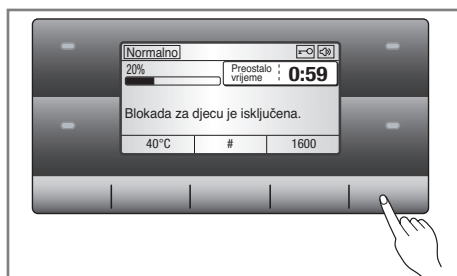 Normalno
20%
Preostalo
vrijeme
0:59
Blokada za djecu je isključena.
40°C # 1600